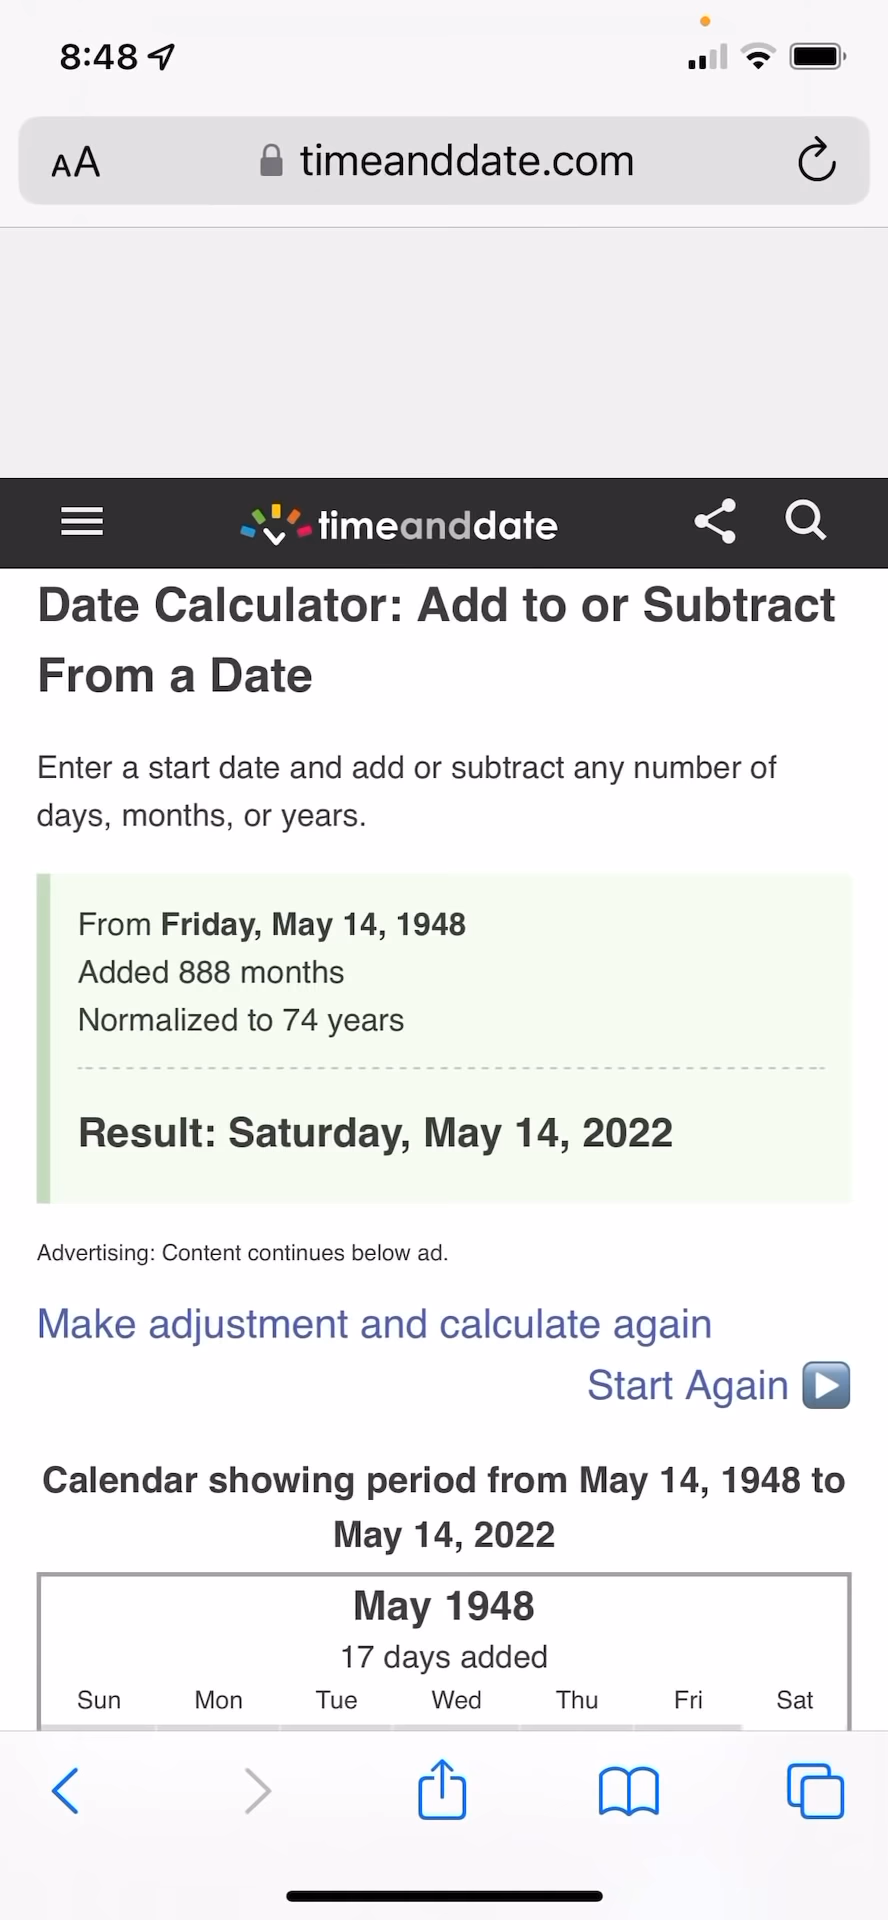 8:48
AA timeanddate.com
timeanddate
Date Calculator: Add to or Subtract
From a Date
Enter a start date and add or subtract any number of
days, months, or years.
From Friday, May 14, 1948
Added 888 months
Normalized to 74 years
Result: Saturday, May 14, 2022
Advertising: Content continues below ad.
Make adjustment and calculate again
Start Again
Calendar showing period from May 14, 1948 to
May 14, 2022
May 1948
17 days added
Sun Mon Tue Wed Thu Fri Sat